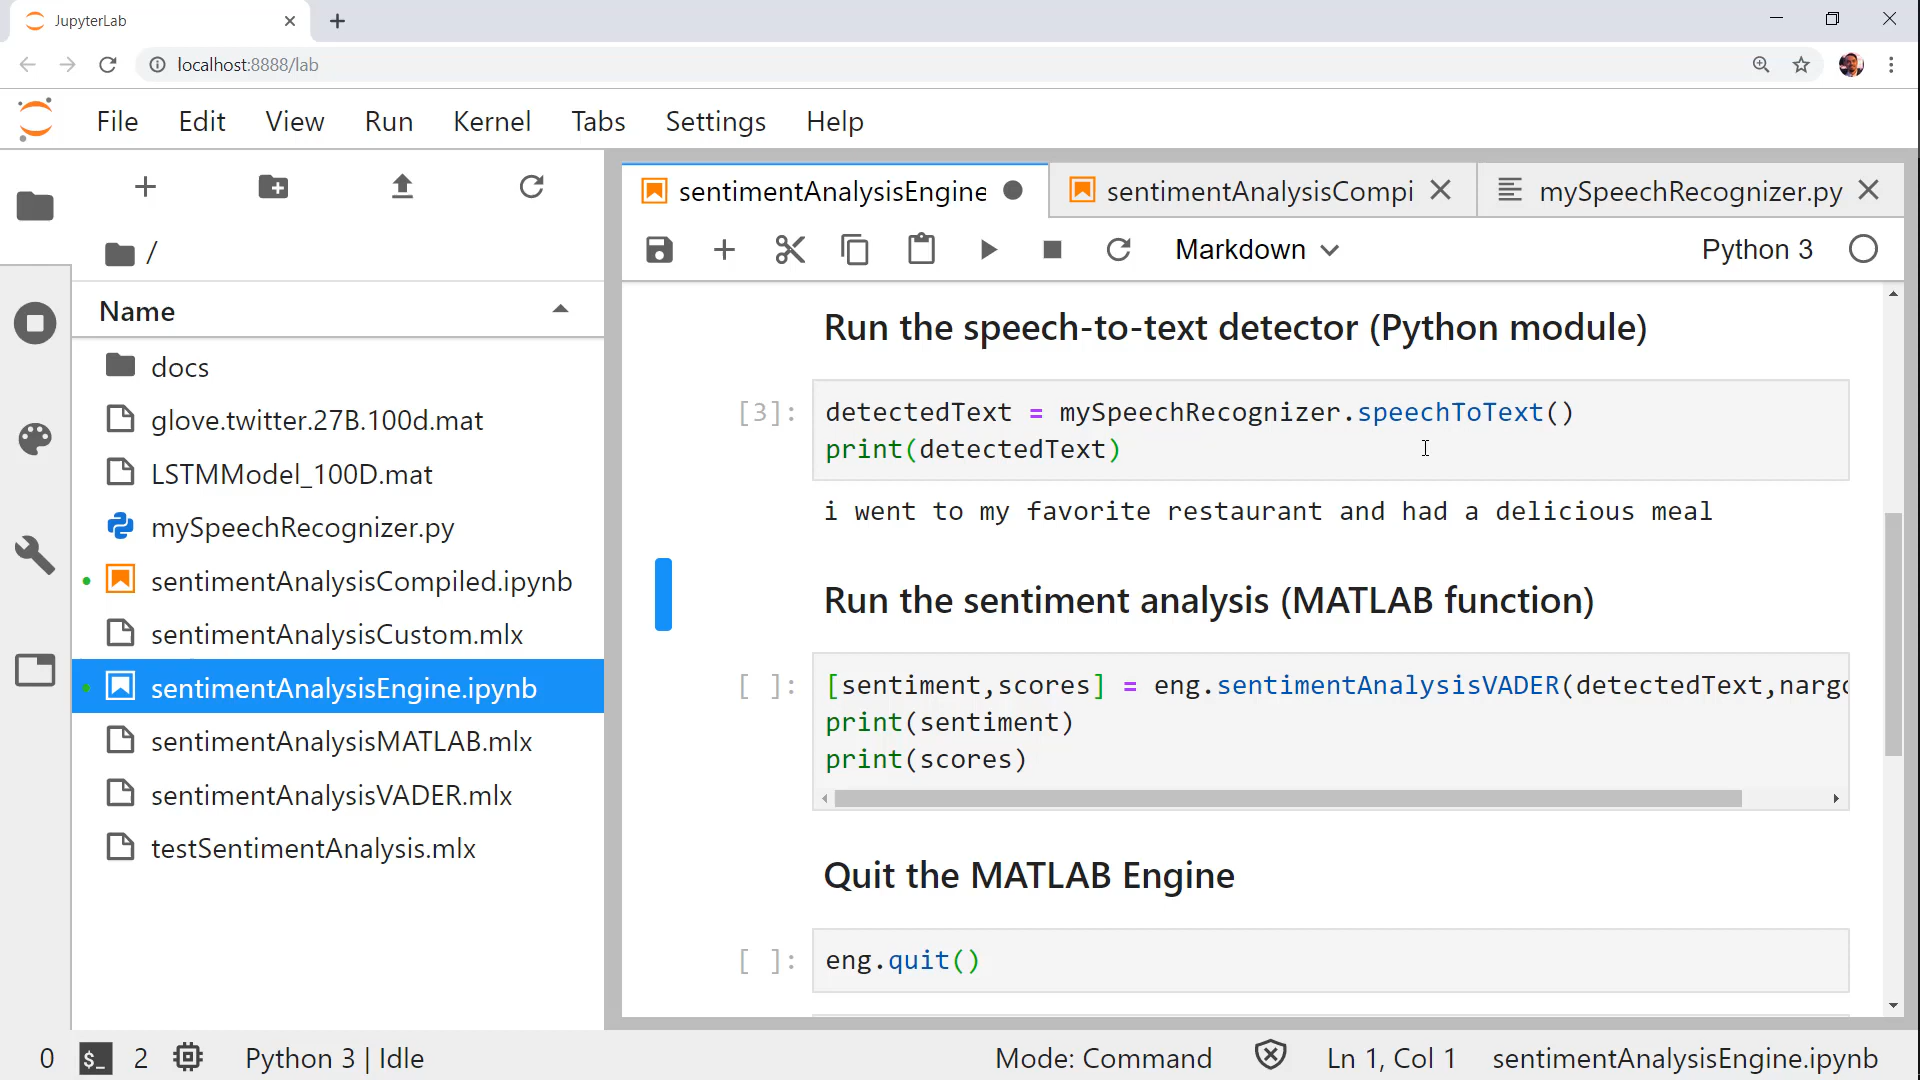 JupyterLab
localhost:8888/lab
File Edit View Run Kernel Tabs Settings Help
sentimentAnalysisEngine
sentimentAnalysisCompi
mySpeechRecognizer.py
Markdown
Python 3
/
Name
docs
glove.twitter.27B.100d.mat
LSTMModel_100D.mat
mySpeechRecognizer.py
sentimentAnalysisCompiled.ipynb
sentimentAnalysisCustom.mlx
sentimentAnalysisEngine.ipynb
sentimentAnalysisMATLAB.mlx
sentimentAnalysisVADER.mlx
testSentimentAnalysis.mlx
Run the speech-to-text detector (Python module)
[3]: detectedText = mySpeechRecognizer.speechToText()
print(detectedText)
i went to my favorite restaurant and had a delicious meal
Run the sentiment analysis (MATLAB function)
[ ]: [sentiment,scores] = eng.sentimentAnalysisVADER(detectedText,nargo
print(sentiment)
print(scores)
Quit the MATLAB Engine
[ ]: eng.quit()
0 $_ 2 Python 3 | Idle
Mode: Command Ln 1, Col 1 sentimentAnalysisEngine.ipynb